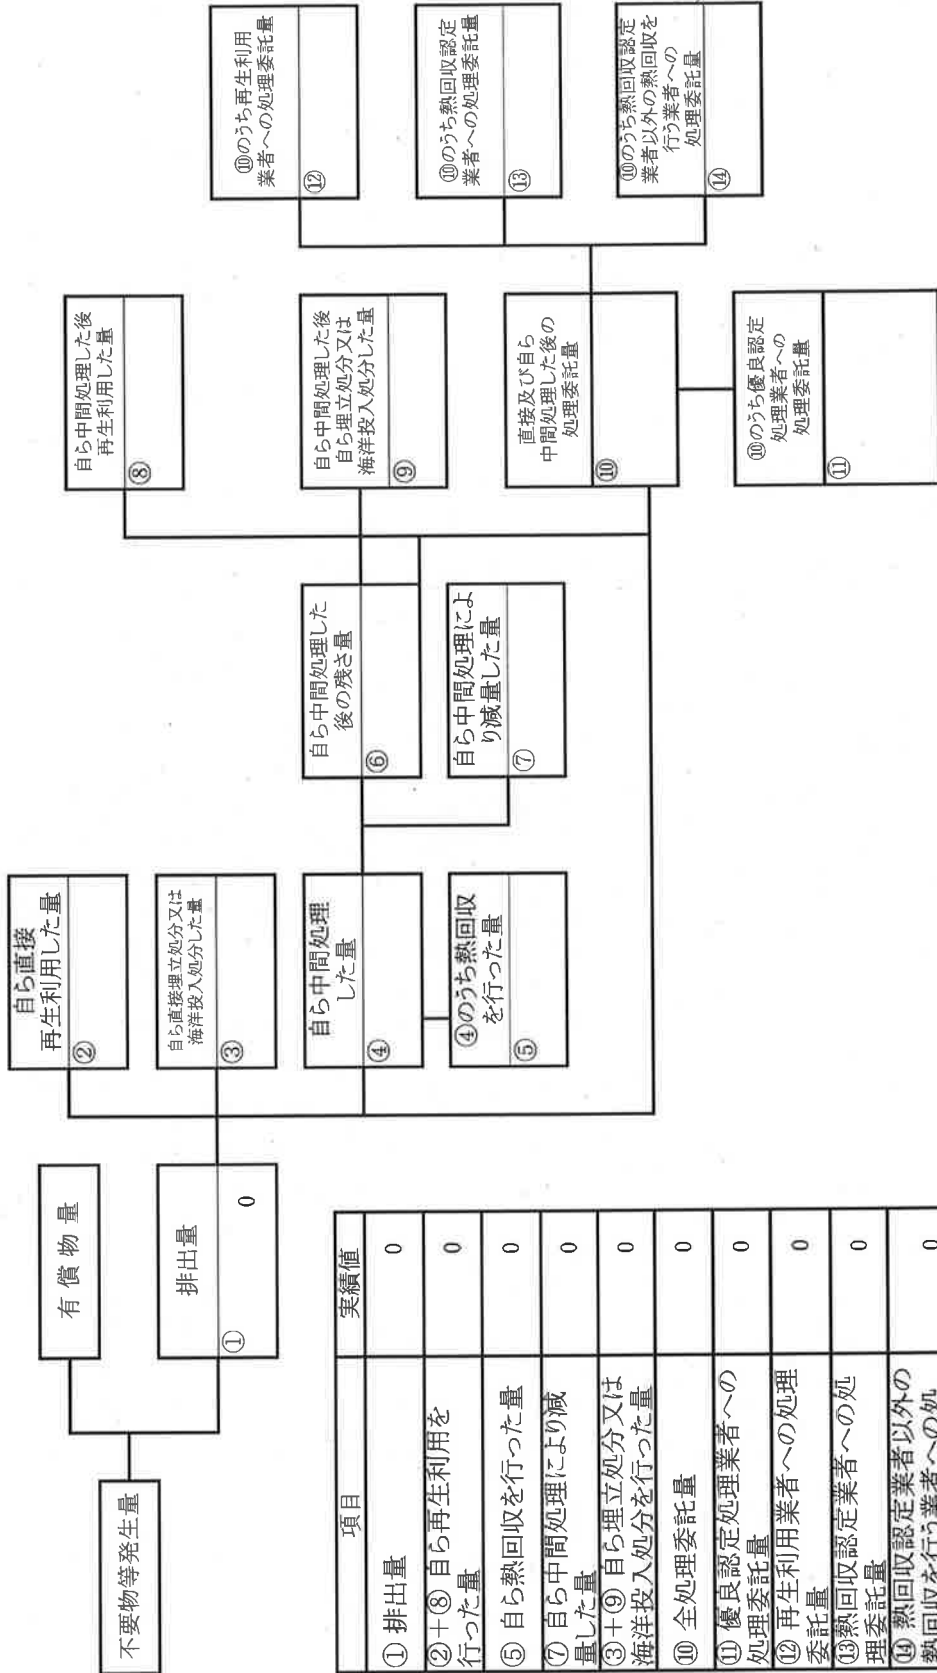 不要物等発生量
有償物量
排出量
①
0
自ら直接
再生利用した量
②
自ら直接埋立処分又は
海洋投入処分した量
③
自ら中間処理
した量
④
④のうち熱回収
を行った量
⑤
自ら中間処理した
後の残さ量
⑥
自ら中間処理によ
り減量した量
⑦
自ら中間処理した後
再生利用した量
⑧
自ら中間処理した後
自ら埋立処分又は
海洋投入処分した量
⑨
直接及び自ら
中間処理した後の
処理委託量
⑩
⑩のうち優良認定
処理業者への
処理委託量
⑪
⑩のうち再生利用
業者への処理委託量
⑫
⑩のうち熱回収認定
業者への処理委託量
⑬
⑩のうち熱回収認定
業者以外の熱回収を
行う業者への
処理委託量
⑭
項目 実績値
① 排出量 0
②+⑧ 自ら再生利用を
行った量 0
⑤ 自ら熱回収を行った量 0
⑦ 自ら中間処理により減
量した量 0
③+⑨ 自ら埋立処分又は
海洋投入処分を行った量 0
⑩ 全処理委託量 0
⑪ 優良認定処理業者への
処理委託量 0
⑫ 再生利用業者への処理
委託量 0
⑬熱回収認定業者への処
理委託量 0
⑭ 熱回収認定業者以外の
熱回収を行う業者への処 0